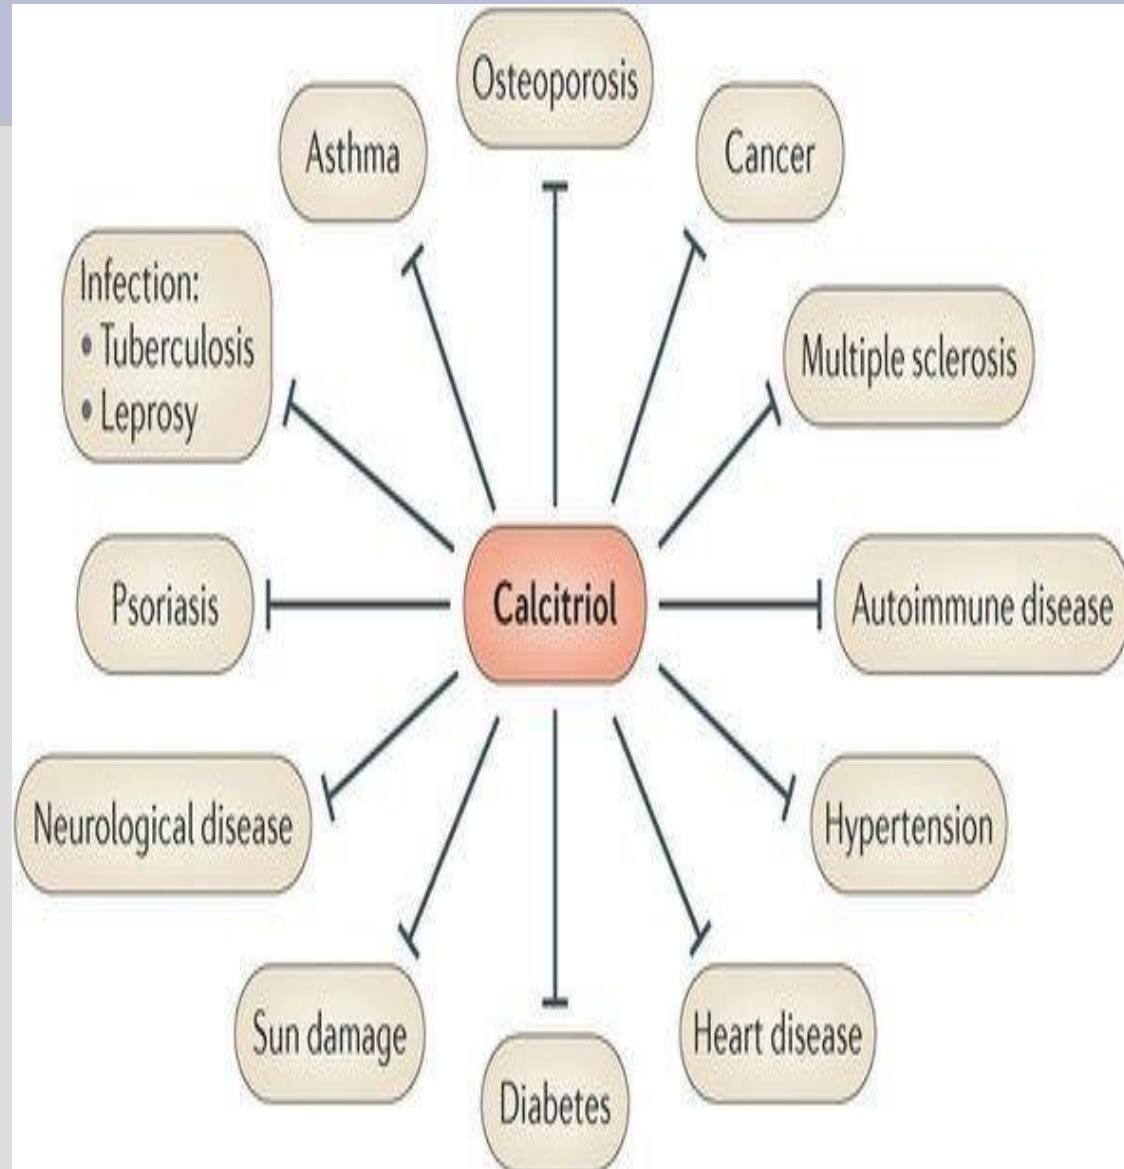 Osteoporosis
Asthma
Cancer
Infection:
• Tuberculosis
• Leprosy
Multiple sclerosis
Psoriasis
Calcitriol
Autoimmune disease
Neurological disease
Hypertension
Sun damage
Heart disease
Diabetes